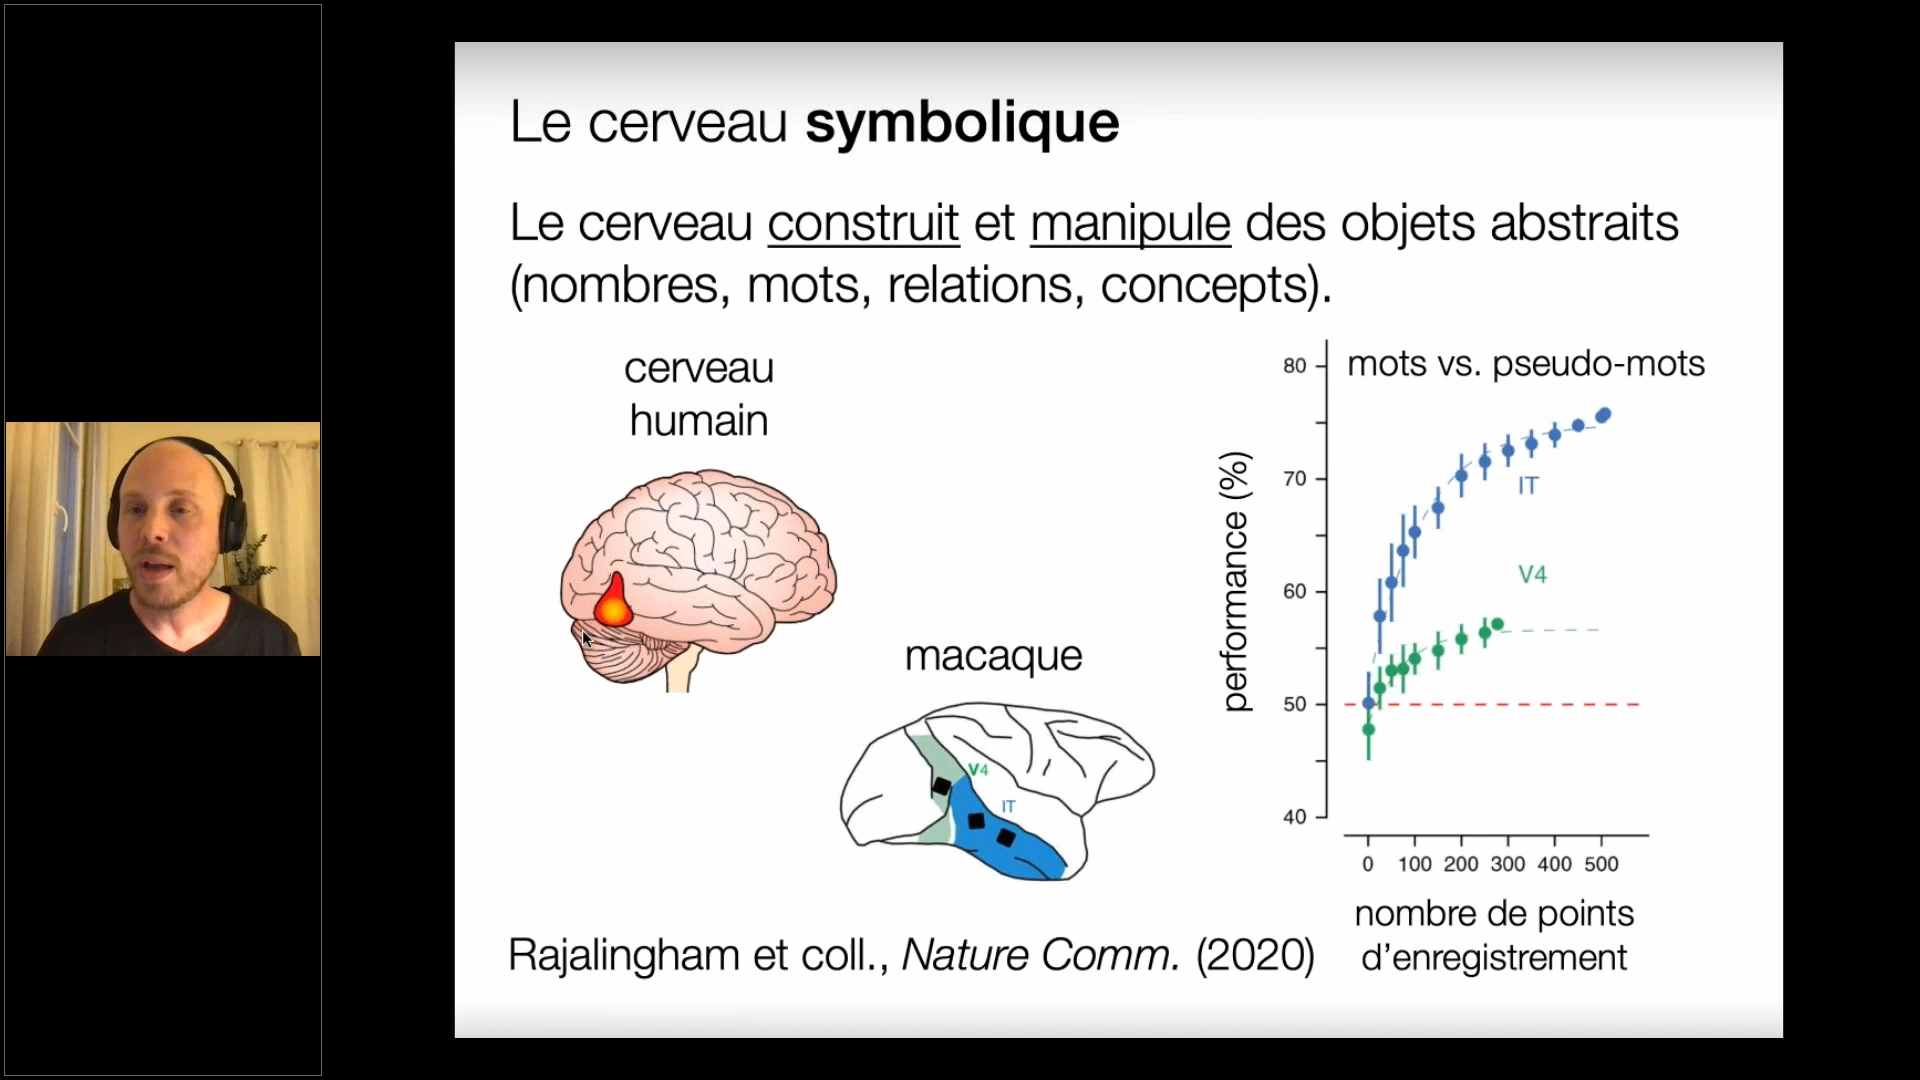 Le cerveau symbolique
Le cerveau construit et manipule des objets abstraits
(nombres, mots, relations, concepts).
cerveau
humain
macaque
V4
IT
mots vs. pseudo-mots
performance (%)
80
70
60
50
40
IT
V4
0 100 200 300 400 500
nombre de points
d'enregistrement
Rajalingham et coll., Nature Comm. (2020)